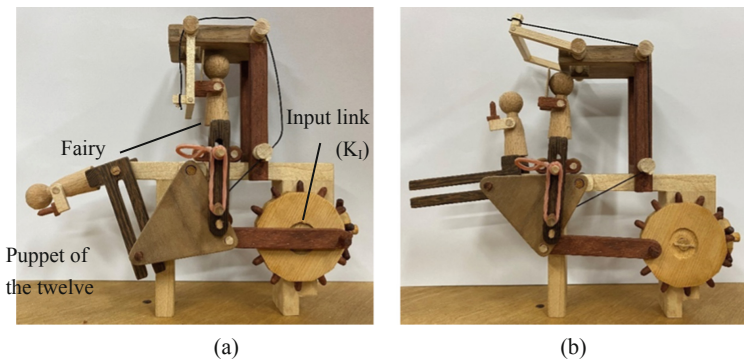 Fairy
Input link
(K_I)
Puppet of
the twelve
(a)
(b)